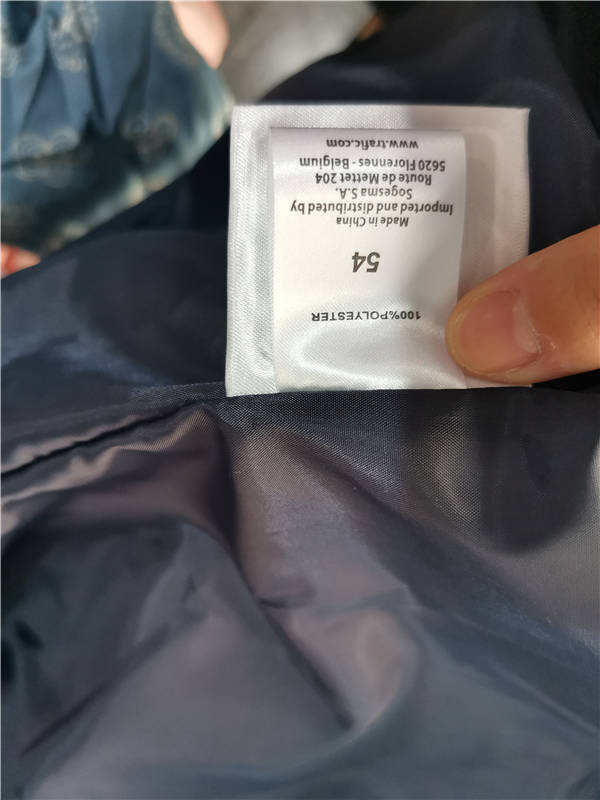 100%POLYESTER
54
Made in China
Imported and distributed by
Sogesma S.A.
Route de Mettet 204
5620 Florennes - Belgium
www.trafic.com